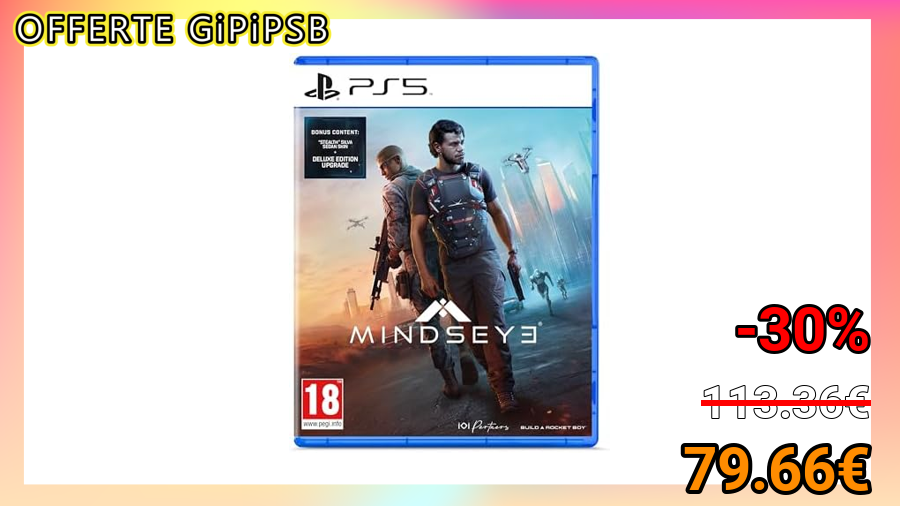 OFFERTE GiPiPSB
PS5
BONUS CONTENT:
"STEALTH" SILVA
SEDAN SKIN
+
DELUXE EDITION
UPGRADE
MINDSEYE
18
www.pegi.info
IOI Partners
BUILD A ROCKET BOY
-30%
113.36€
79.66€